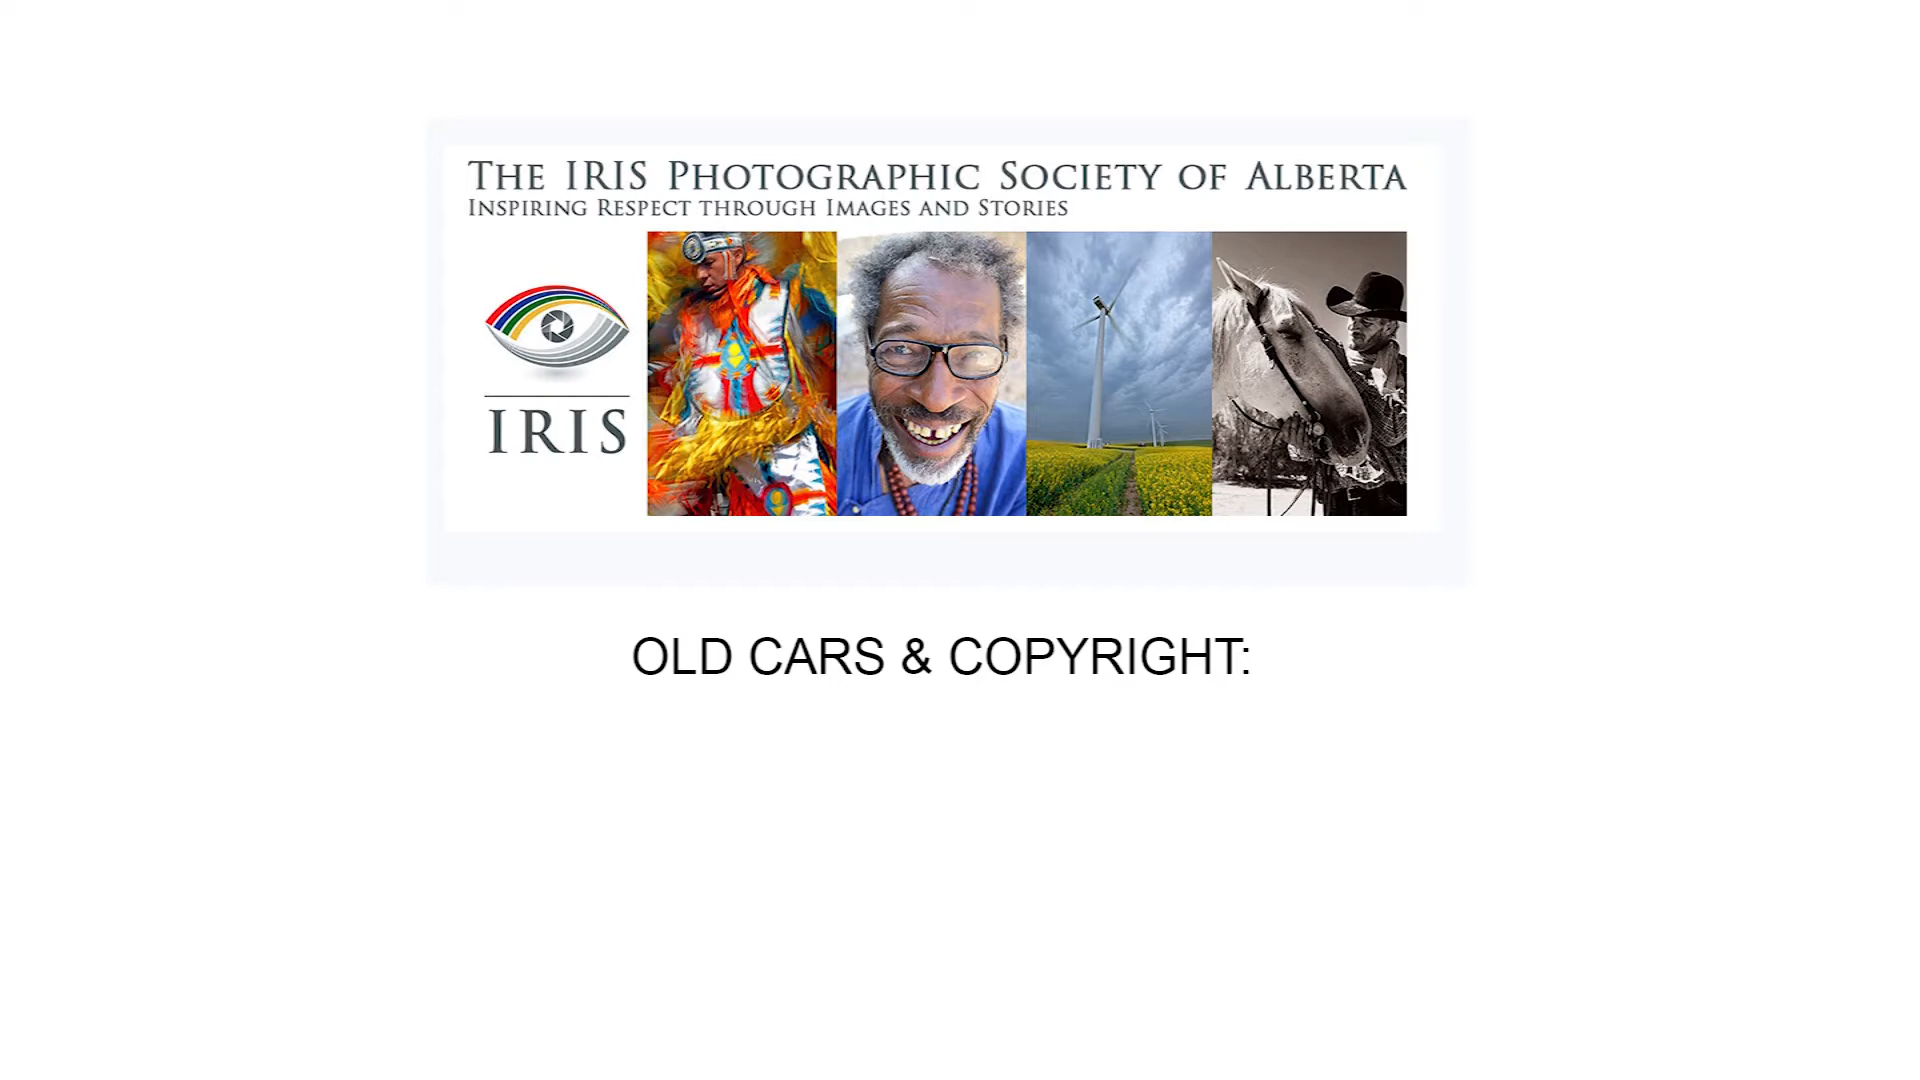 THE IRIS PHOTOGRAPHIC SOCIETY OF ALBERTA
INSPIRING RESPECT THROUGH IMAGES AND STORIES
IRIS
OLD CARS & COPYRIGHT: